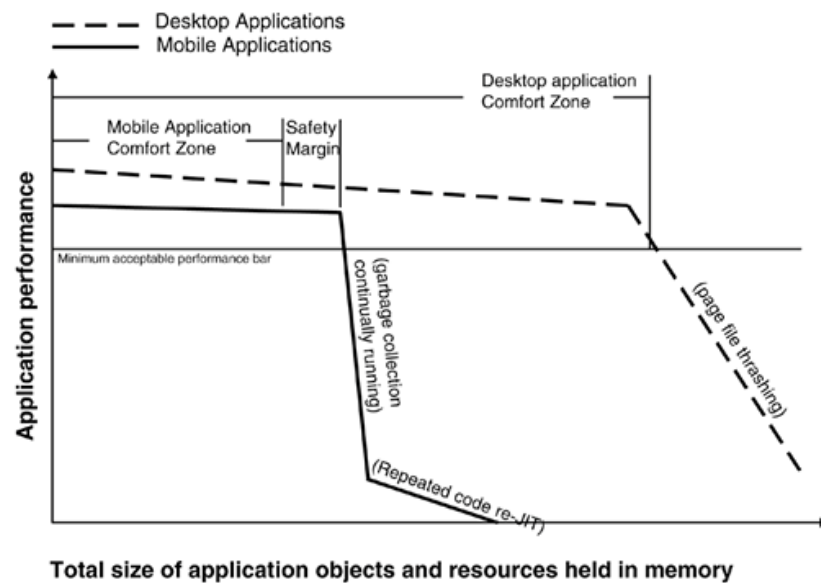 Desktop Applications
Mobile Applications
Desktop application
Comfort Zone
Mobile Application
Comfort Zone
Safety
Margin
Minimum acceptable performance bar
(garbage collection
continually running)
(page file thrashing)
(Repeated code re-JIT)
Application performance
Total size of application objects and resources held in memory